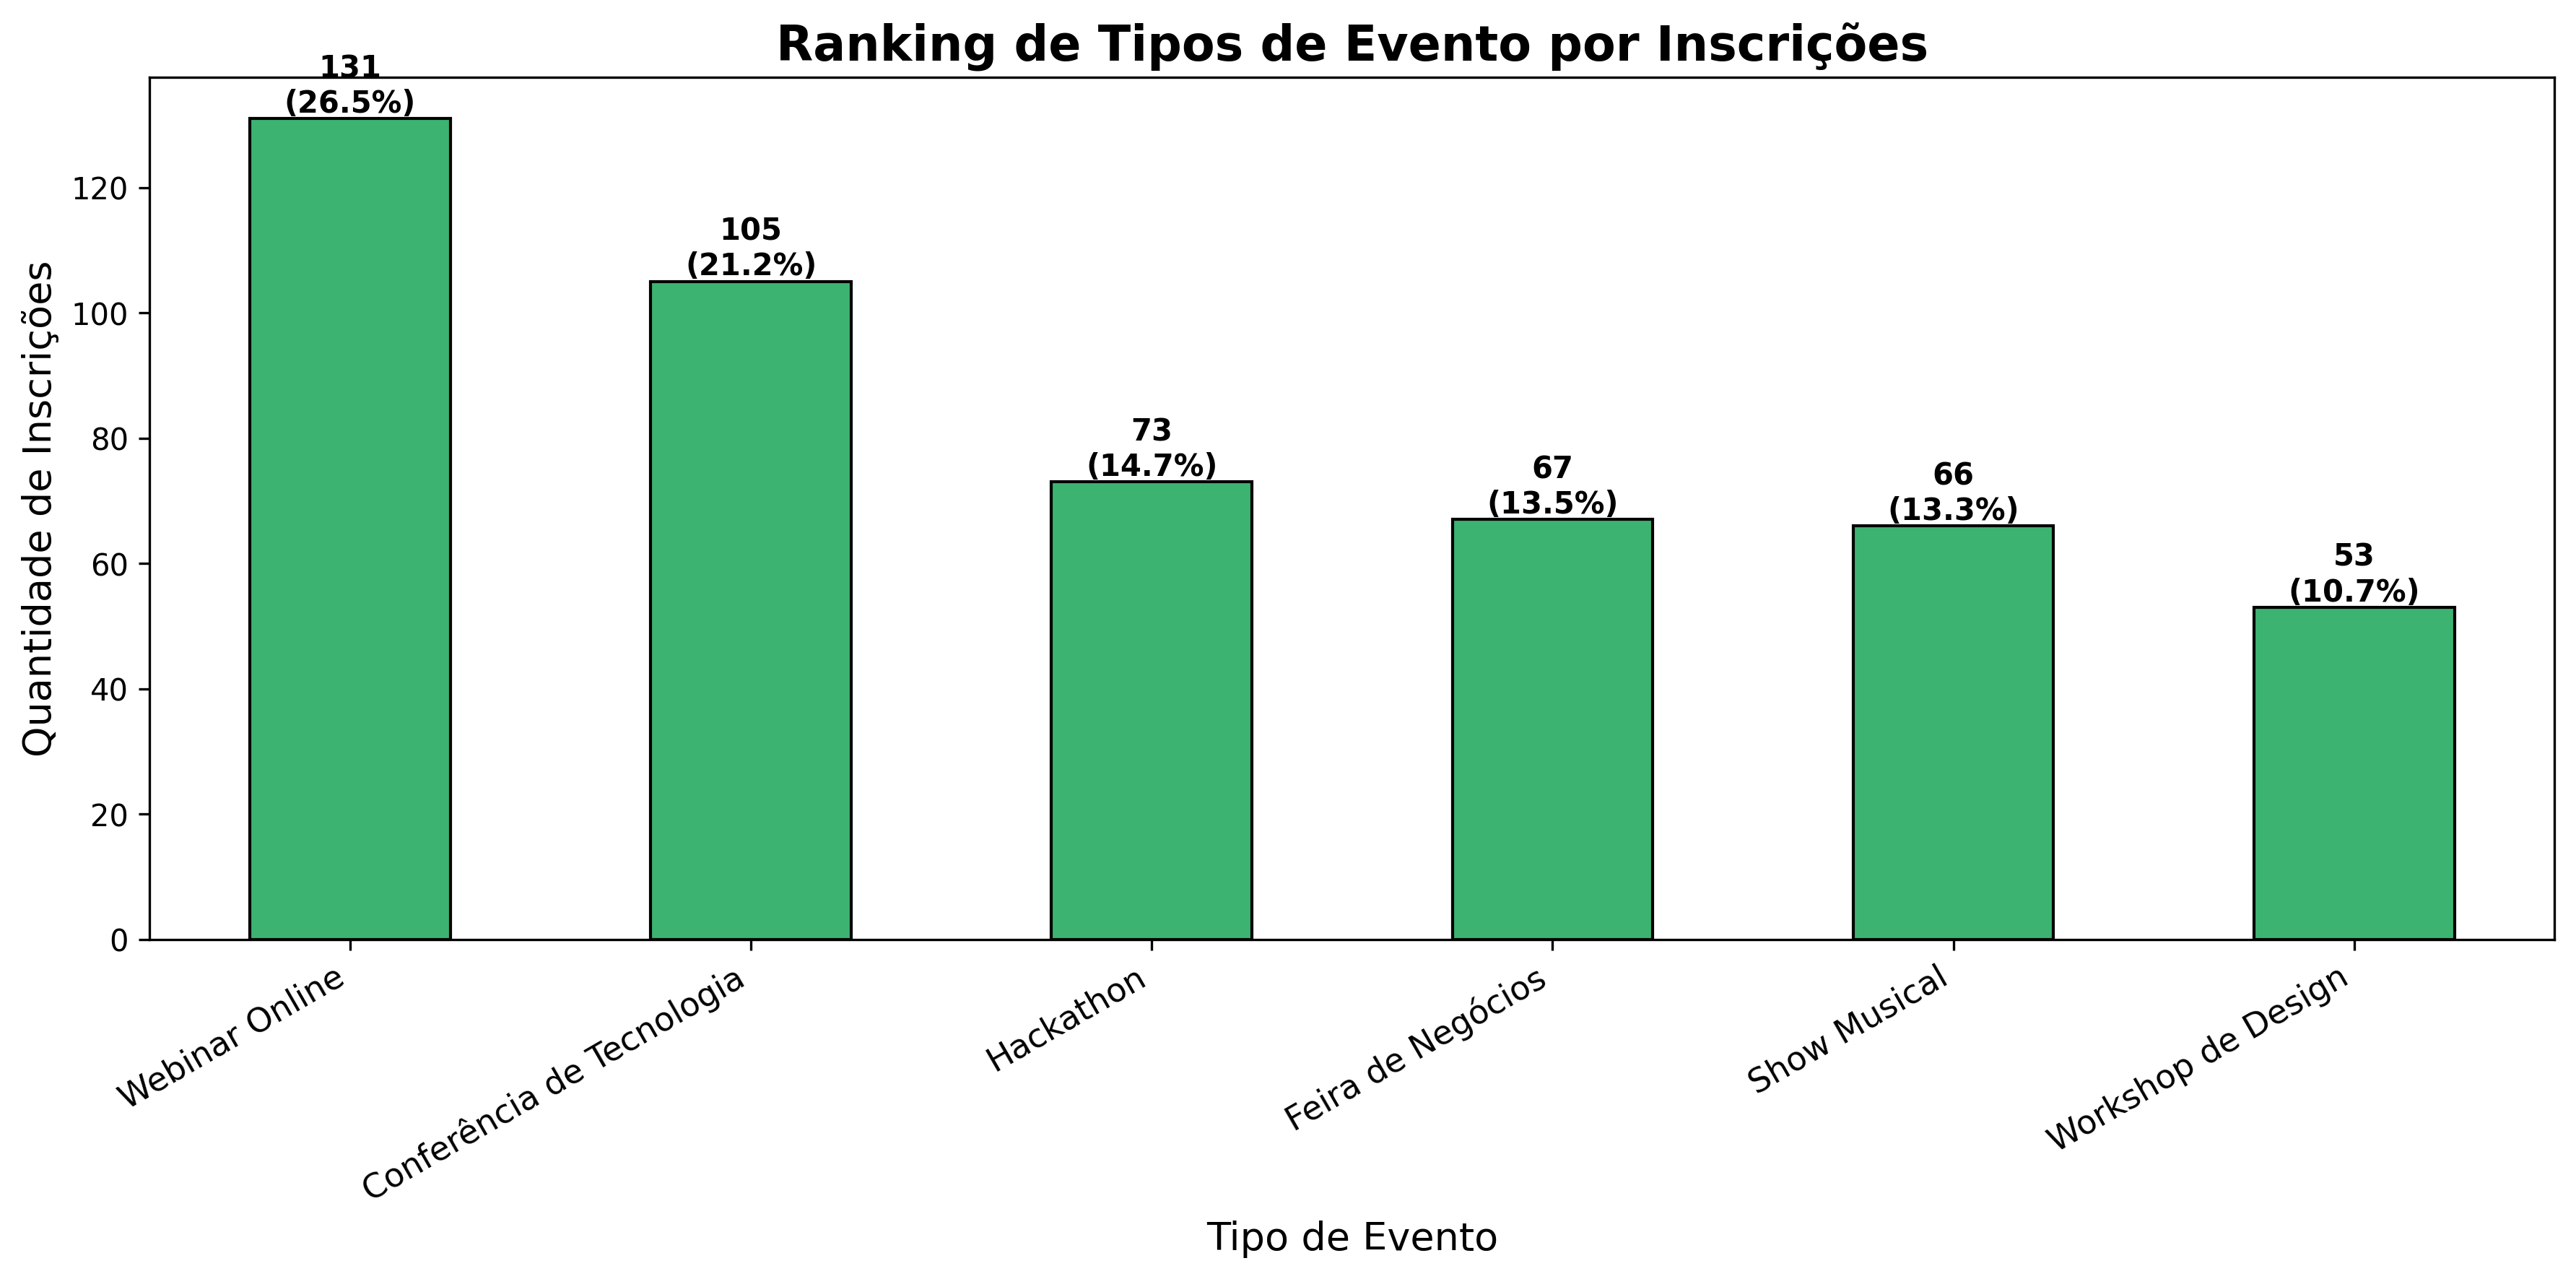 Ranking de Tipos de Evento por Inscrições
131
(26.5%)
105
(21.2%)
73
(14.7%)
67
(13.5%)
66
(13.3%)
53
(10.7%)
Quantidade de Inscrições
120
100
80
60
40
20
0
Webinar Online
Conferência de Tecnologia
Hackathon
Feira de Negócios
Show Musical
Workshop de Design
Tipo de Evento